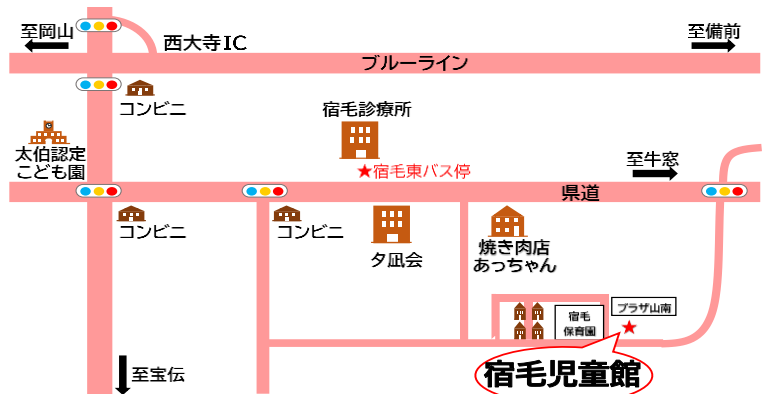 至岡山
西大寺IC
至備前
ブルーライン
コンビニ
宿毛診療所
太伯認定
こども園
★宿毛東バス停
至牛窓
県道
コンビニ
コンビニ
夕凪会
焼き肉店
あっちゃん
プラザ山南
宿毛
保育園
★
至宝伝
宿毛児童館